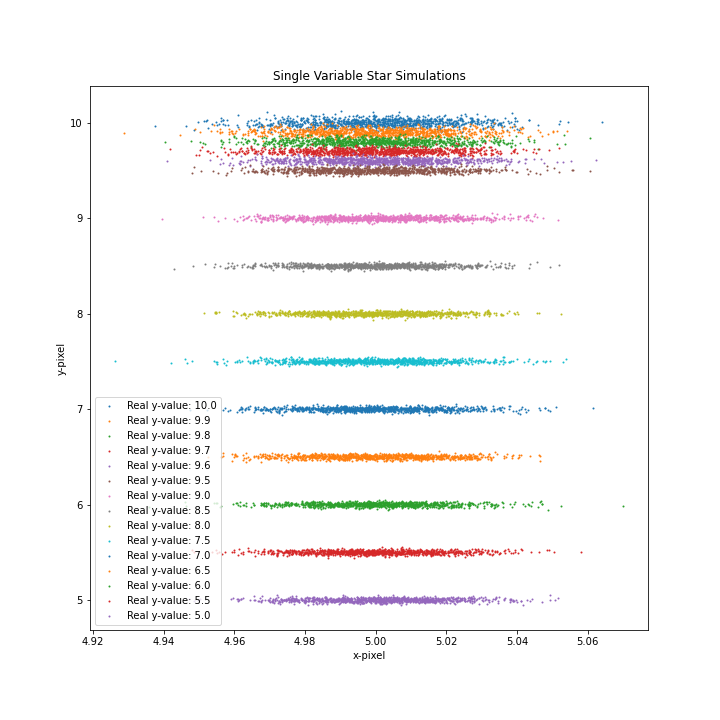 Single Variable Star Simulations
10
9
8
7
6
5
y-pixel
Real y-value: 10.0
Real y-value: 9.9
Real y-value: 9.8
Real y-value: 9.7
Real y-value: 9.6
Real y-value: 9.5
Real y-value: 9.0
Real y-value: 8.5
Real y-value: 8.0
Real y-value: 7.5
Real y-value: 7.0
Real y-value: 6.5
Real y-value: 6.0
Real y-value: 5.5
Real y-value: 5.0
4.92 4.94 4.96 4.98 5.00 5.02 5.04 5.06
x-pixel